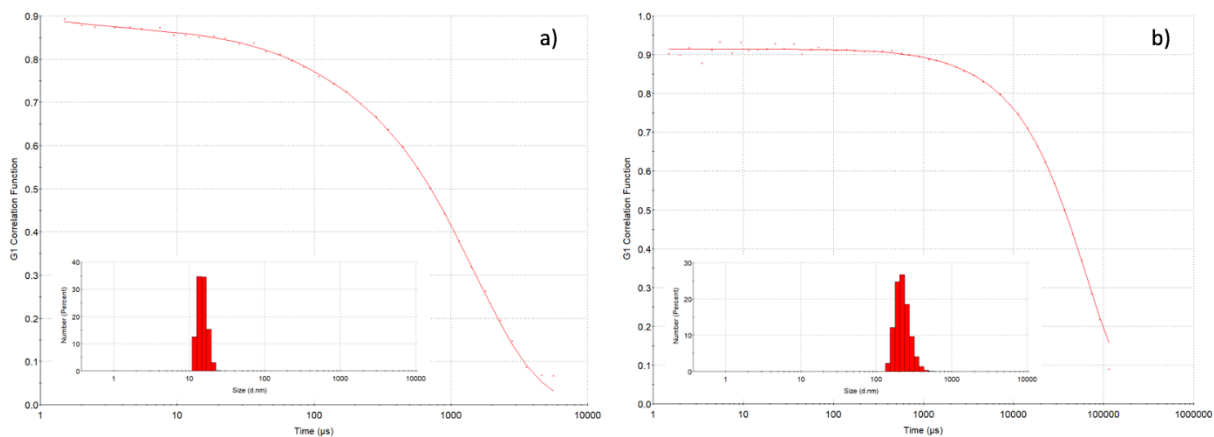 a)
G1 Correlation Function
0.9
0.8
0.7
0.6
0.5
0.4
0.3
0.2
0.1
0.0
1 10 100 1000 10000
Time (µs)
Number (Percent)
40
30
20
10
0
1 10 100 1000 10000
Size (d.nm)
b)
G1 Correlation Function
1.0
0.9
0.8
0.7
0.6
0.5
0.4
0.3
0.2
0.1
0.0
1 10 100 1000 10000 100000 1000000
Time (µs)
Number (Percent)
30
20
10
0
1 10 100 1000 10000
Size (d.nm)